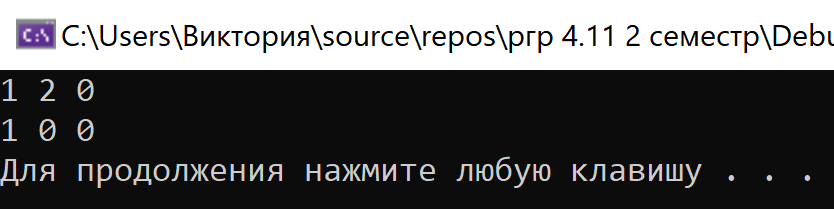 C:\Users\Виктория\source\repos\ргр 4.11 2 семестр\Debu
1 2 0
1 0 0
Для продолжения нажмите любую клавишу . . .